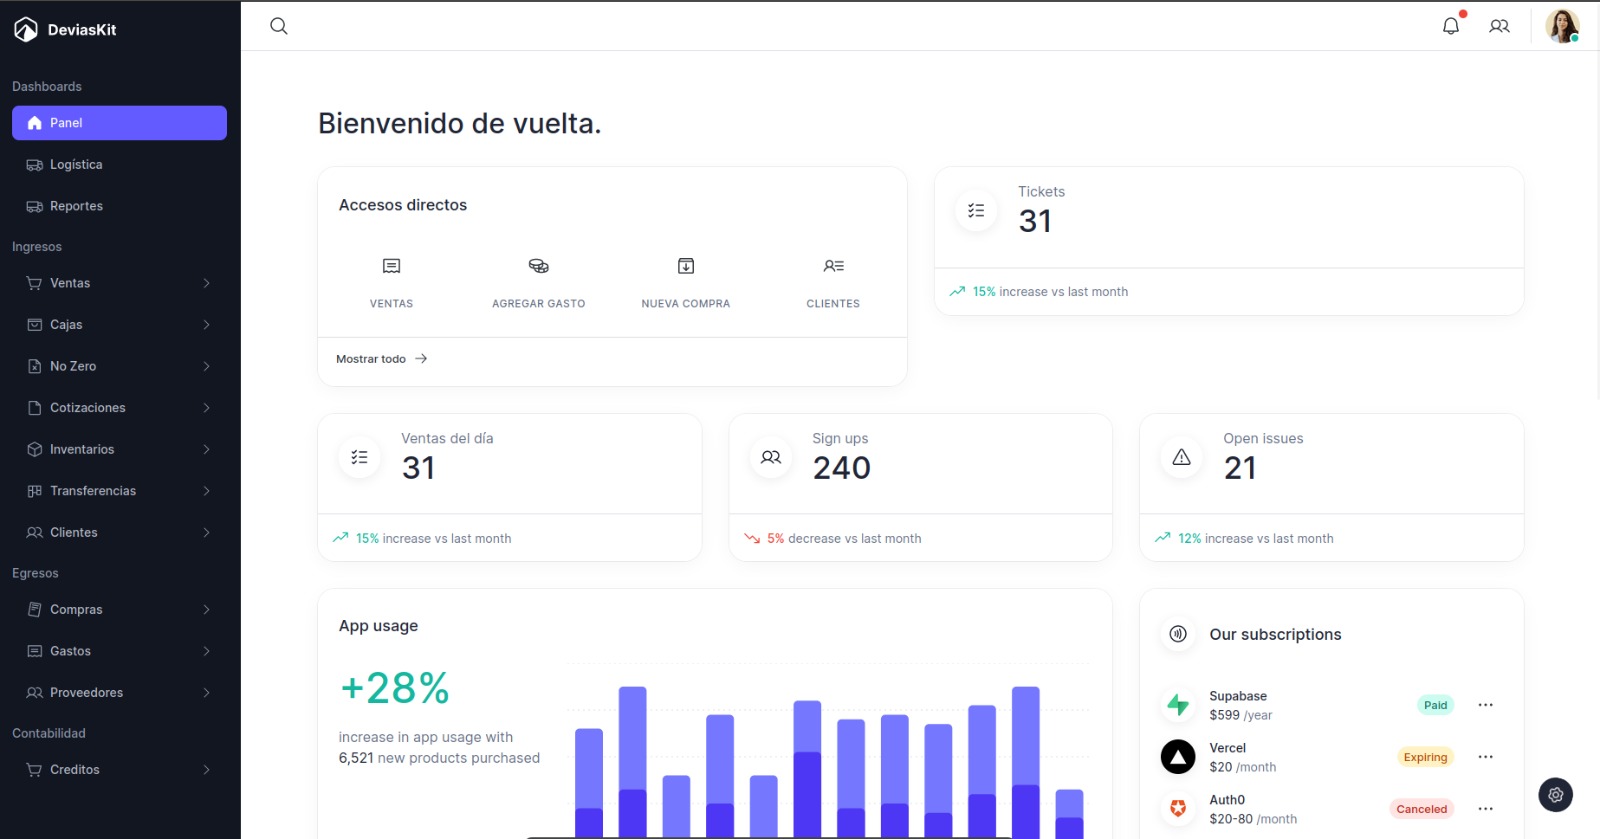 DeviasKit
Dashboards
Panel
Logística
Reportes
Ingresos
Ventas
Cajas
No Zero
Cotizaciones
Inventarios
Transferencias
Clientes
Egresos
Compras
Gastos
Proveedores
Contabilidad
Creditos
Bienvenido de vuelta.
Accesos directos
VENTAS
AGREGAR GASTO
NUEVA COMPRA
CLIENTES
Mostrar todo
Tickets
31
15% increase vs last month
Ventas del día
31
15% increase vs last month
Sign ups
240
5% decrease vs last month
Open issues
21
12% increase vs last month
App usage
+28%
increase in app usage with
6,521 new products purchased
Our subscriptions
Supabase
$599 /year
Paid
Vercel
$20 /month
Expiring
Auth0
$20-80 /month
Canceled